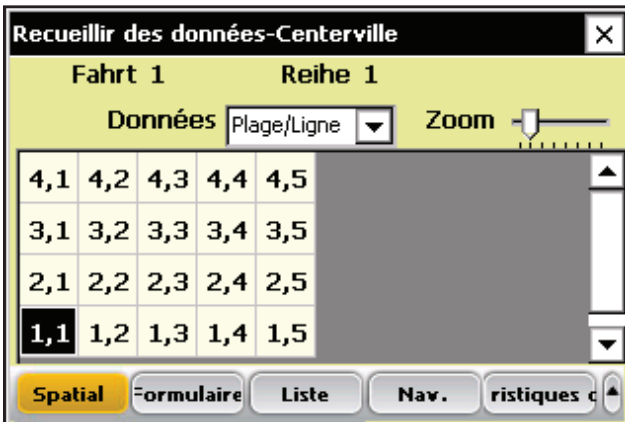 Recueillir des données-Centerville
Fahrt 1 Reihe 1
Données Plage/Ligne Zoom
4,1 4,2 4,3 4,4 4,5
3,1 3,2 3,3 3,4 3,5
2,1 2,2 2,3 2,4 2,5
1,1 1,2 1,3 1,4 1,5
Spatial Formulaire Liste Nav. ristiques